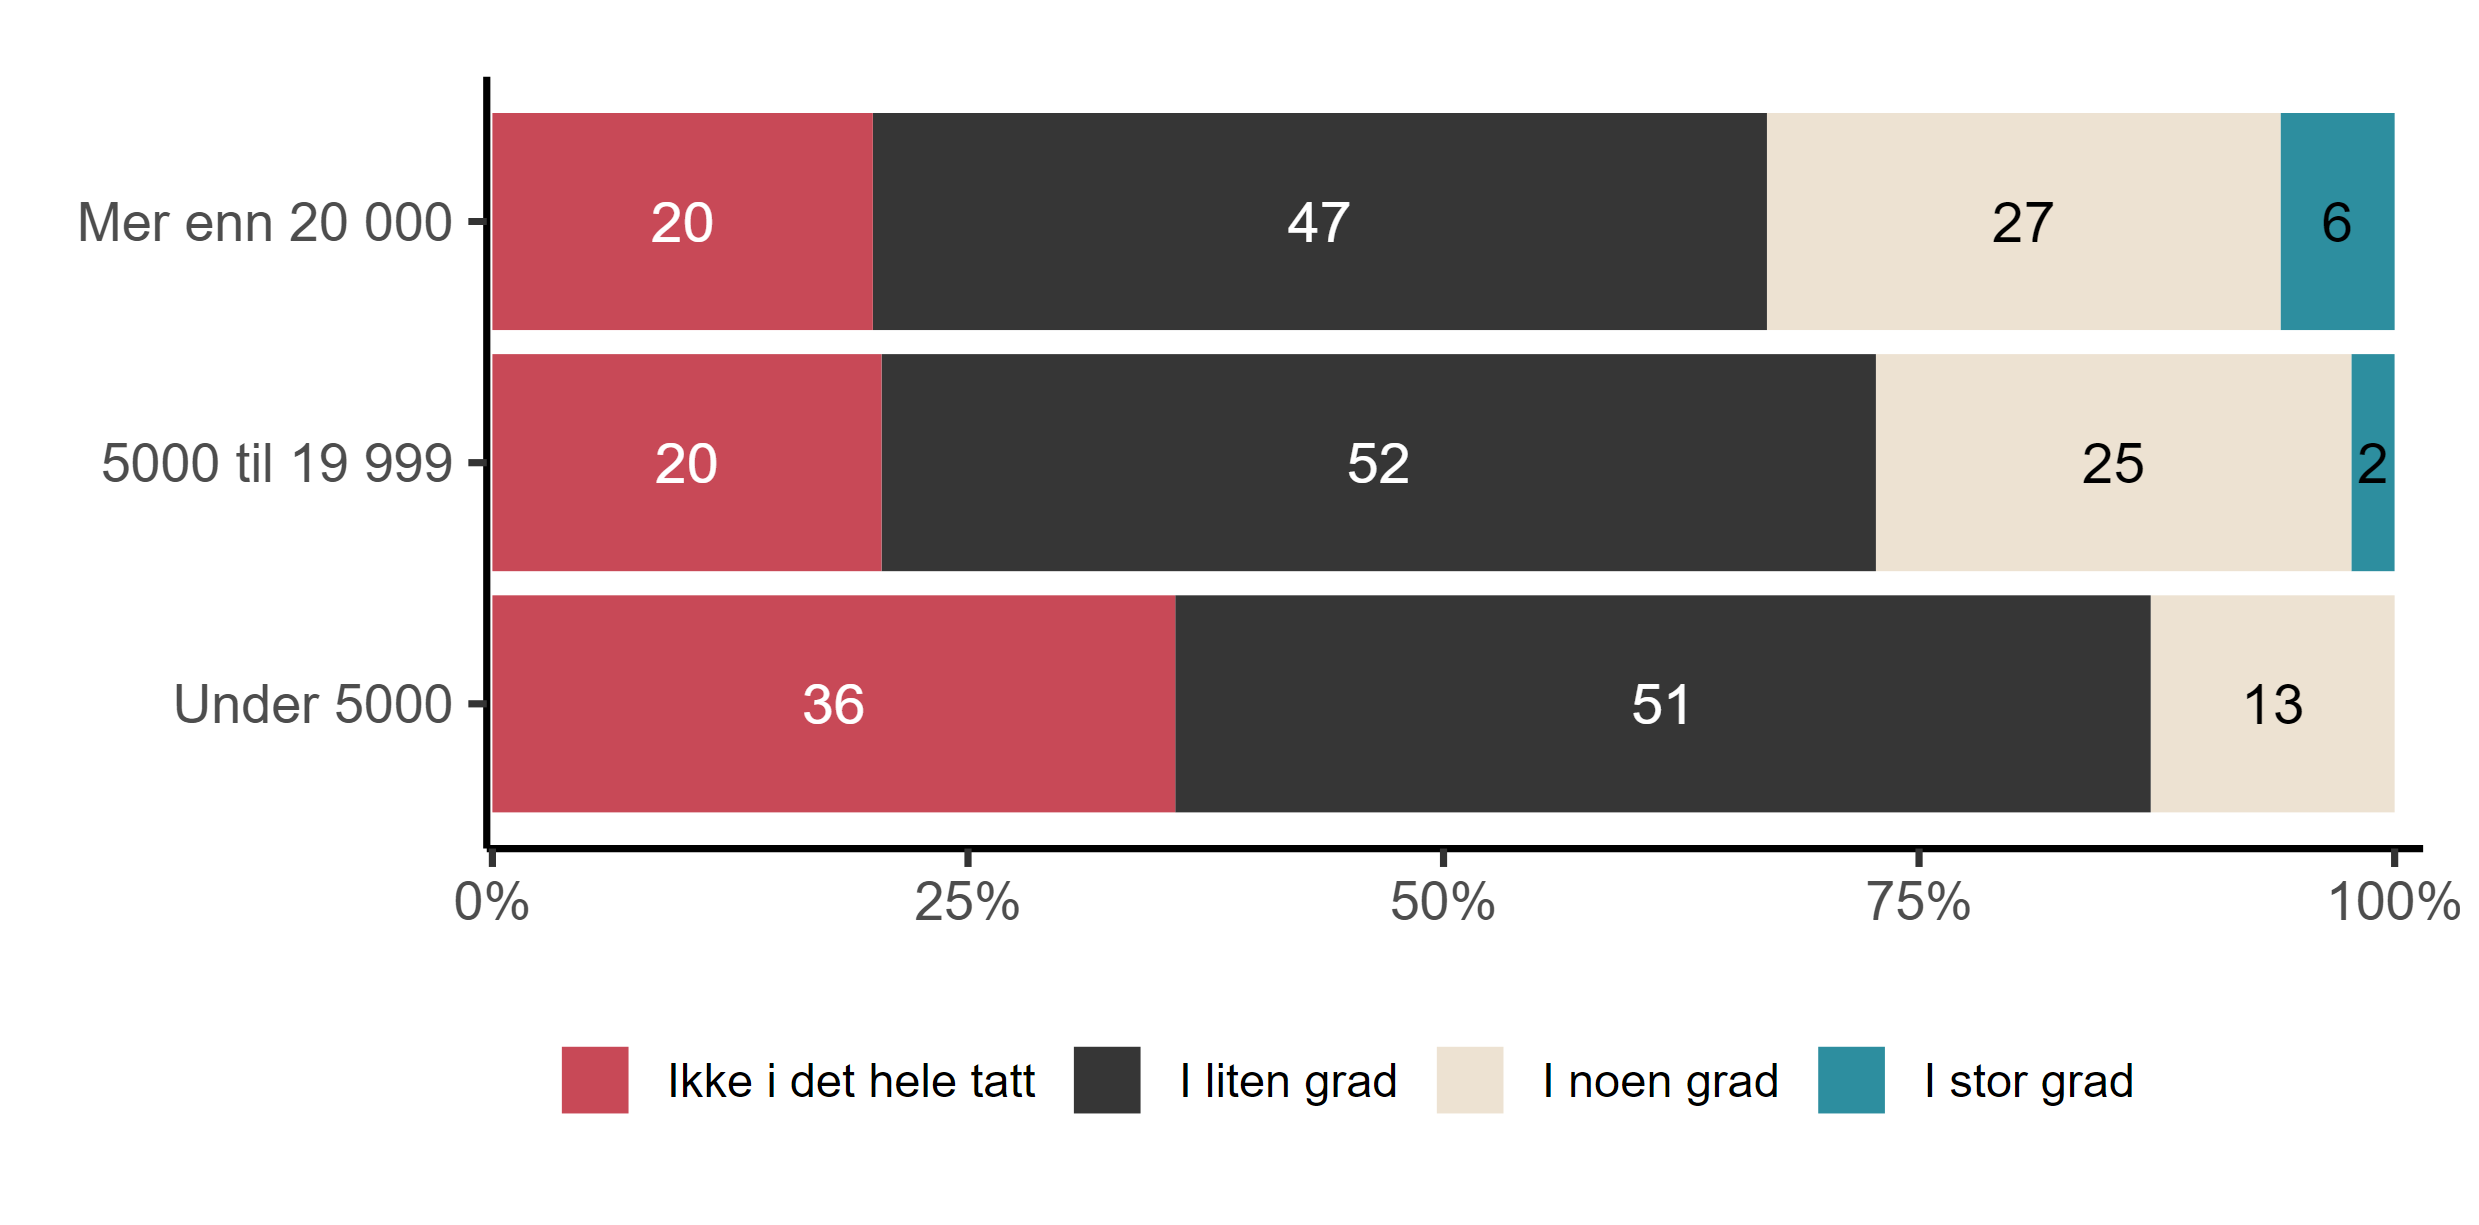 Mer enn 20 000 20 47 27 6
5000 til 19 999 20 52 25 2
Under 5000 36 51 13
0% 25% 50% 75% 100%
Ikke i det hele tatt I liten grad I noen grad I stor grad